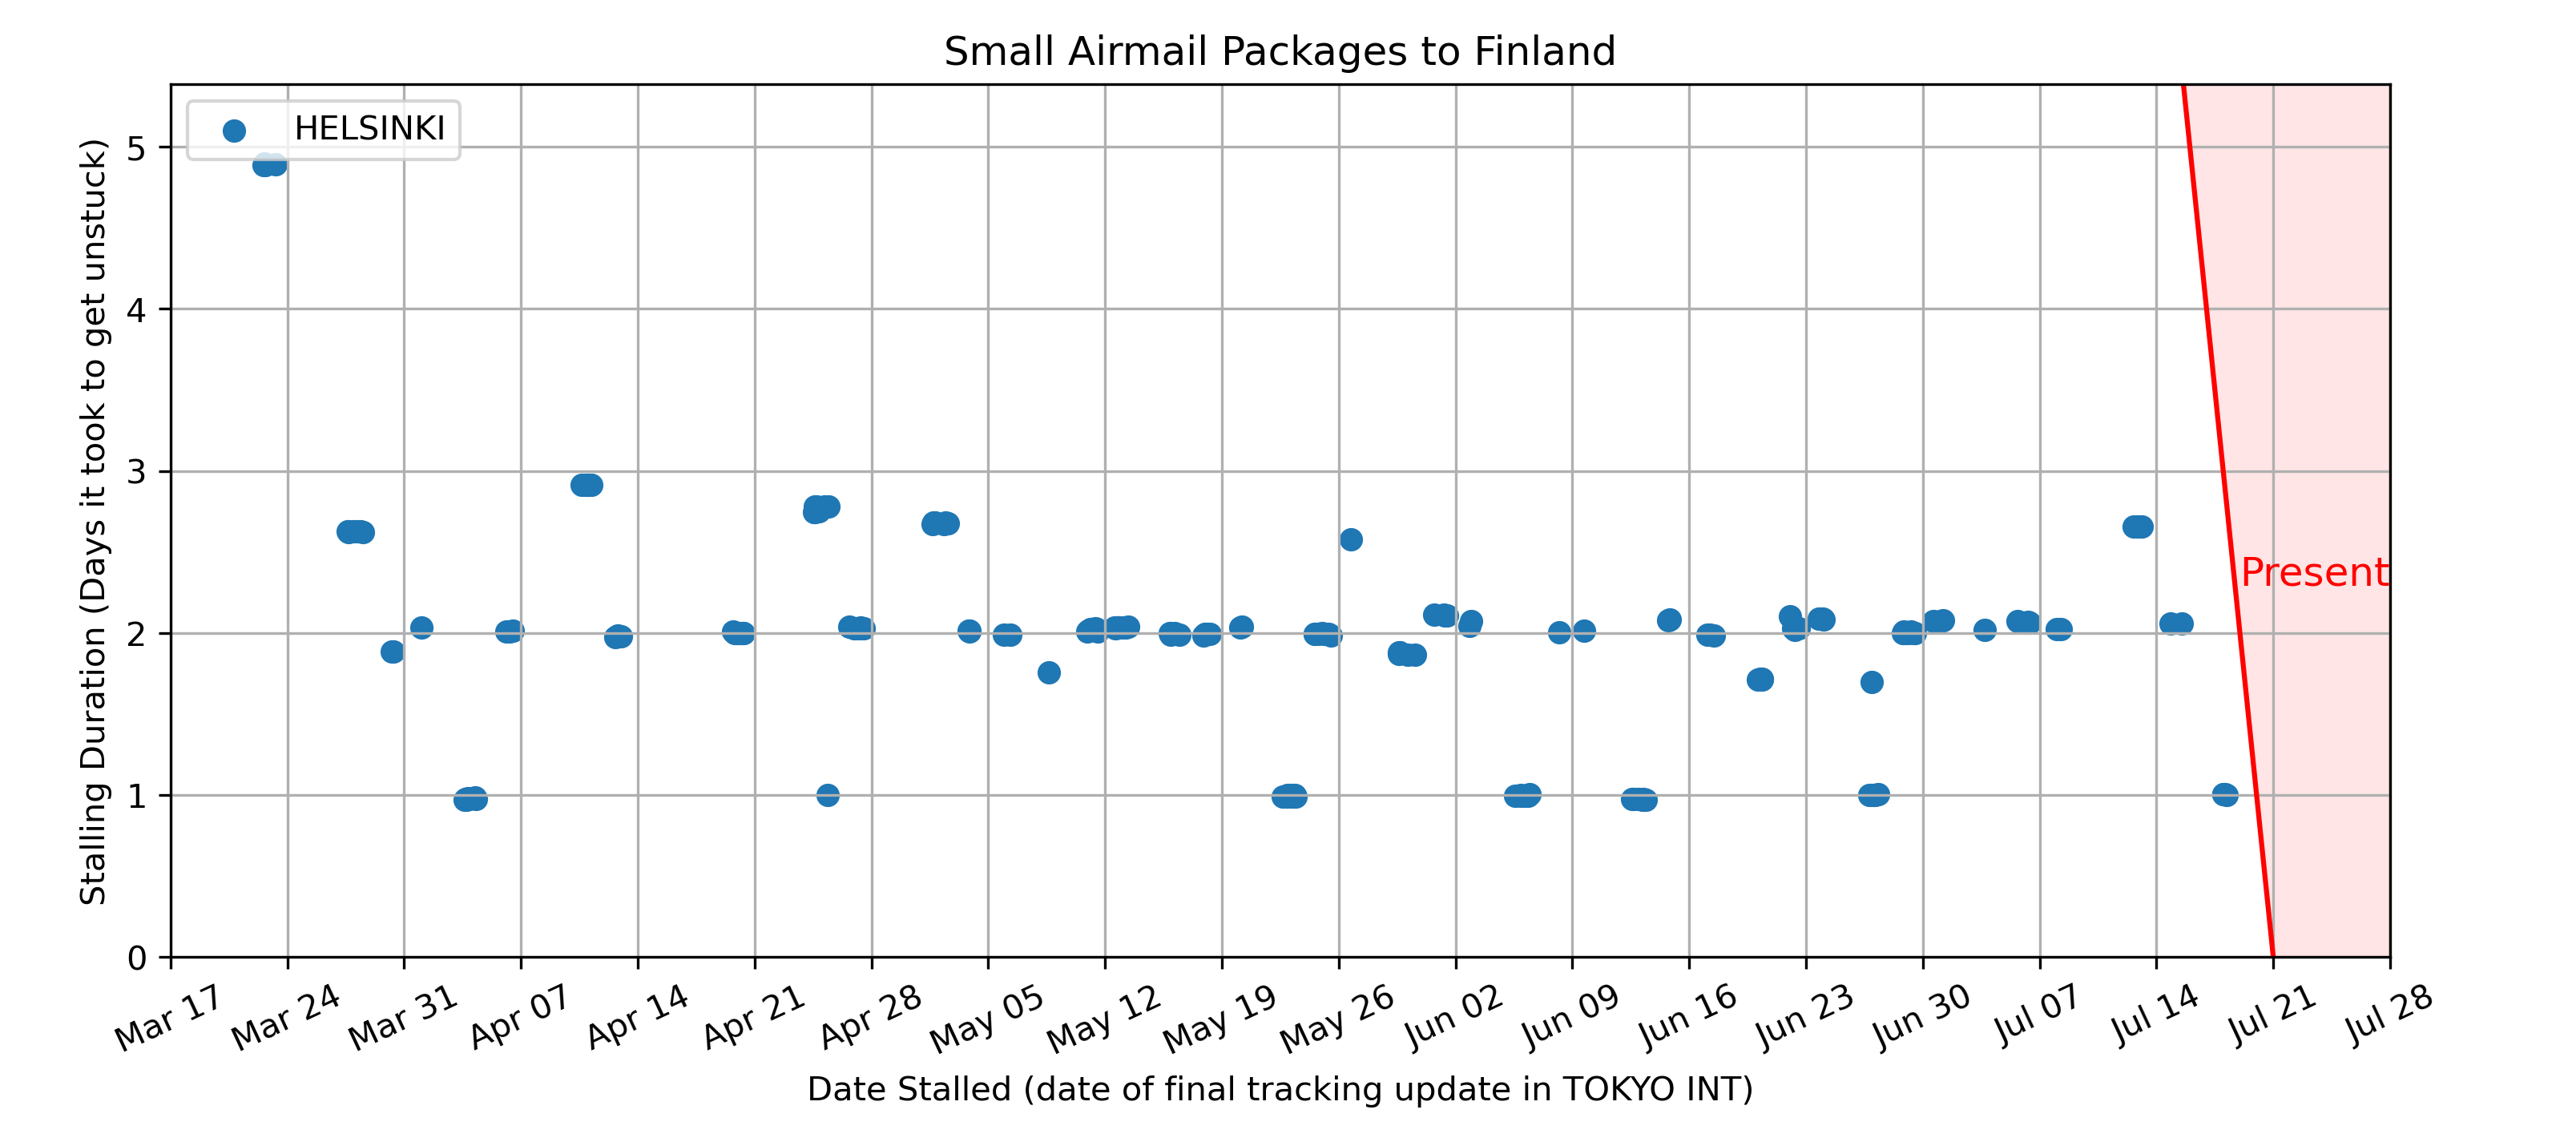 Small Airmail Packages to Finland
HELSINKI
Stalling Duration (Days it took to get unstuck)
5
4
3
2
1
0
Present
Mar 17
Mar 24
Mar 31
Apr 07
Apr 14
Apr 21
Apr 28
May 05
May 12
May 19
May 26
Jun 02
Jun 09
Jun 16
Jun 23
Jun 30
Jul 07
Jul 14
Jul 21
Jul 28
Date Stalled (date of final tracking update in TOKYO INT)